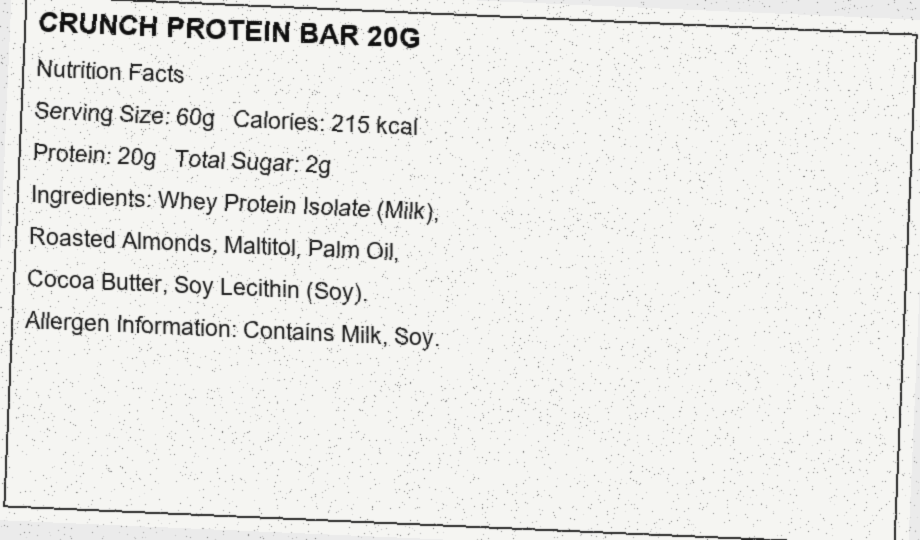 CRUNCH PROTEIN BAR 20G
Nutrition Facts
Serving Size: 60g Calories: 215 kcal
Protein: 20g Total Sugar: 2g
Ingredients: Whey Protein Isolate (Milk),
Roasted Almonds, Maltitol, Palm Oil,
Cocoa Butter, Soy Lecithin (Soy).
Allergen Information: Contains Milk, Soy.